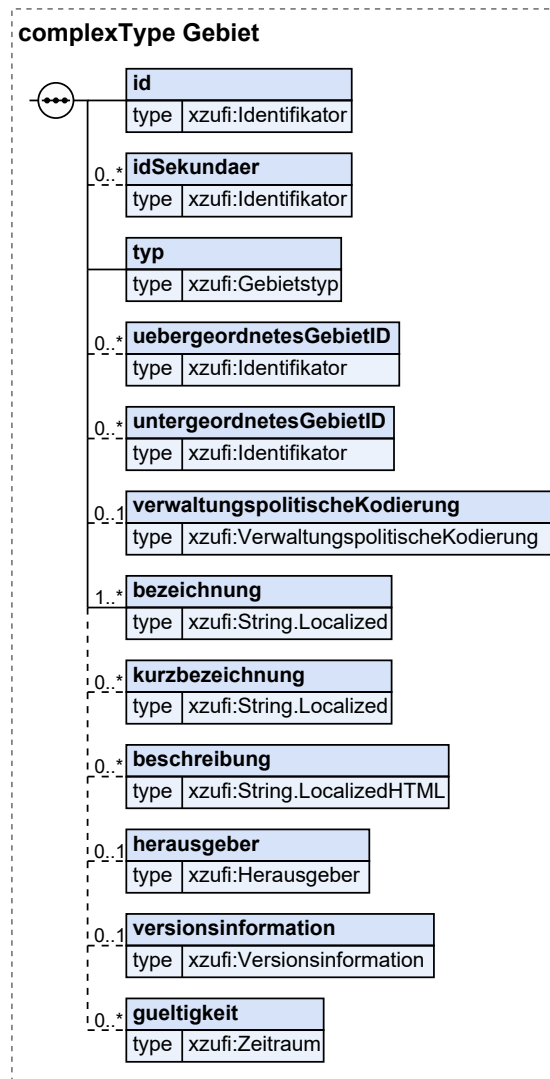 complexType Gebiet
id
type xzufi:Identifikator
0..* idSekundaer
type xzufi:Identifikator
typ
type xzufi:Gebietstyp
0..* uebergeordnetesGebietID
type xzufi:Identifikator
0..* untergeordnetesGebietID
type xzufi:Identifikator
0..1 verwaltungspolitischeKodierung
type xzufi:VerwaltungspolitischeKodierung
1..* bezeichnung
type xzufi:String.Localized
0..* kurzbezeichnung
type xzufi:String.Localized
0..* beschreibung
type xzufi:String.LocalizedHTML
0..1 herausgeber
type xzufi:Herausgeber
0..1 versionsinformation
type xzufi:Versionsinformation
0..* gueltigkeit
type xzufi:Zeitraum